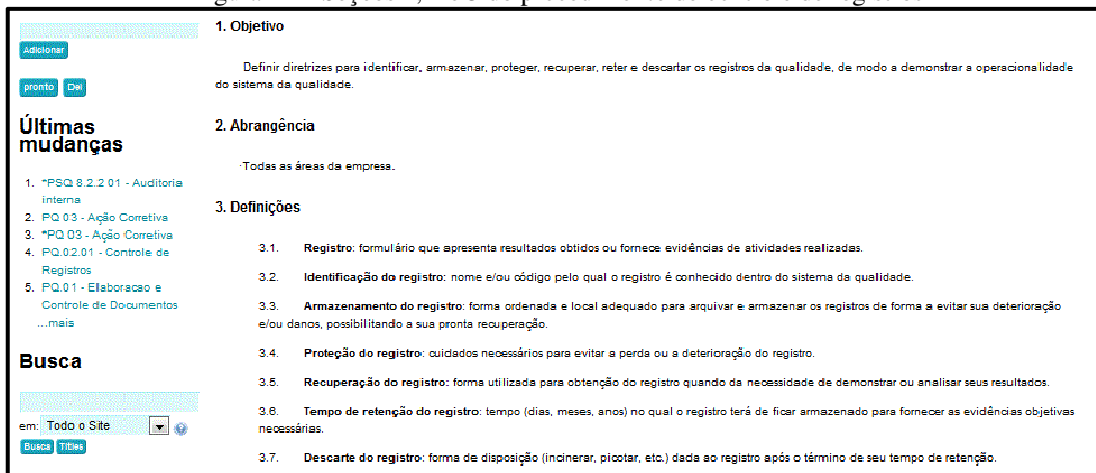 Adicionar
pronto Del
Últimas
mudanças
1. *PSQ 8.2.2 01 - Auditoria
interna
2. PQ 03 - Ação Corretiva
3. *PQ 03 - Ação Corretiva
4. PQ.02.01 - Controle de
Registros
5. PQ.01 - Elaboracao e
Controle de Documentos
...mais
Busca
em: Todo o Site
Busca Titles
1. Objetivo
Definir diretrizes para identificar, armazenar, proteger, recuperar, reter e descartar os registros da qualidade, de modo a demonstrar a operacionalidade
do sistema da qualidade.
2. Abrangência
Todas as áreas da empresa.
3. Definições
3.1. Registro: formulário que apresenta resultados obtidos ou fornece evidências de atividades realizadas.
3.2. Identificação do registro: nome e/ou código pelo qual o registro é conhecido dentro do sistema da qualidade.
3.3. Armazenamento do registro: forma ordenada e local adequado para arquivar e armazenar os registros de forma a evitar sua deterioração
e/ou danos, possibilitando a sua pronta recuperação.
3.4. Proteção do registro: cuidados necessários para evitar a perda ou a deterioração do registro.
3.5. Recuperação do registro: forma utilizada para obtenção do registro quando da necessidade de demonstrar ou analisar seus resultados.
3.6. Tempo de retenção do registro: tempo (dias, meses, anos) no qual o registro terá de ficar armazenado para fornecer as evidências objetivas
necessárias.
3.7. Descarte do registro: forma de disposição (incinerar, picotar, etc.) dada ao registro após o término de seu tempo de retenção.